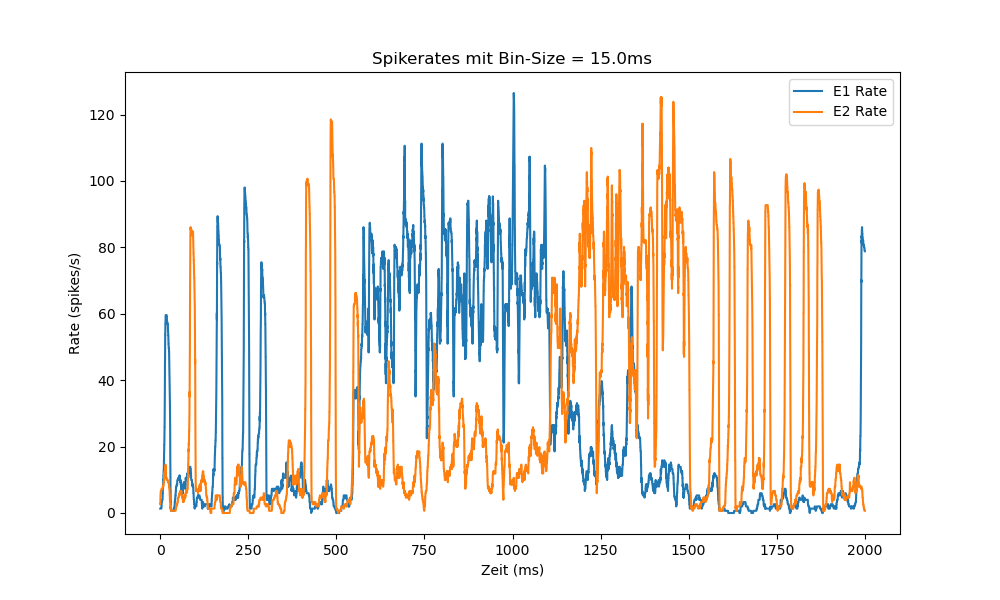 Spikerates mit Bin-Size = 15.0ms
E1 Rate
E2 Rate
Rate (spikes/s)
120
100
80
60
40
20
0
0 250 500 750 1000 1250 1500 1750 2000
Zeit (ms)